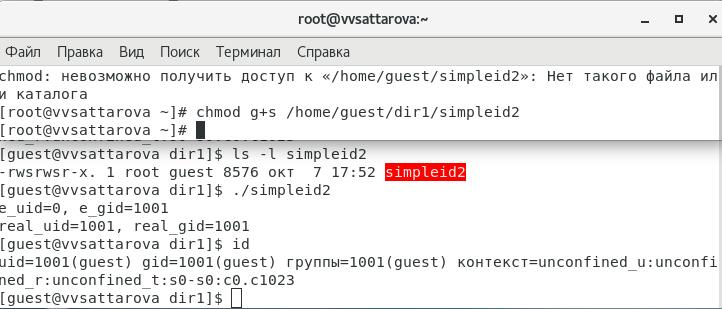 root@vvsattarova:~
Файл Правка Вид Поиск Терминал Справка
chmod: невозможно получить доступ к «/home/guest/simpleid2»: Нет такого файла ил
и каталога
[root@vvsattarova ~]# chmod g+s /home/guest/dir1/simpleid2
[root@vvsattarova ~]#
[guest@vvsattarova dir1]$ ls -l simpleid2
-rwsrwsr-x. 1 root guest 8576 окт  7 17:52 simpleid2
[guest@vvsattarova dir1]$ ./simpleid2
e_uid=0, e_gid=1001
real_uid=1001, real_gid=1001
[guest@vvsattarova dir1]$ id
uid=1001(guest) gid=1001(guest) группы=1001(guest) контекст=unconfined_u:unconfi
ned_r:unconfined_t:s0-s0:c0.c1023
[guest@vvsattarova dir1]$